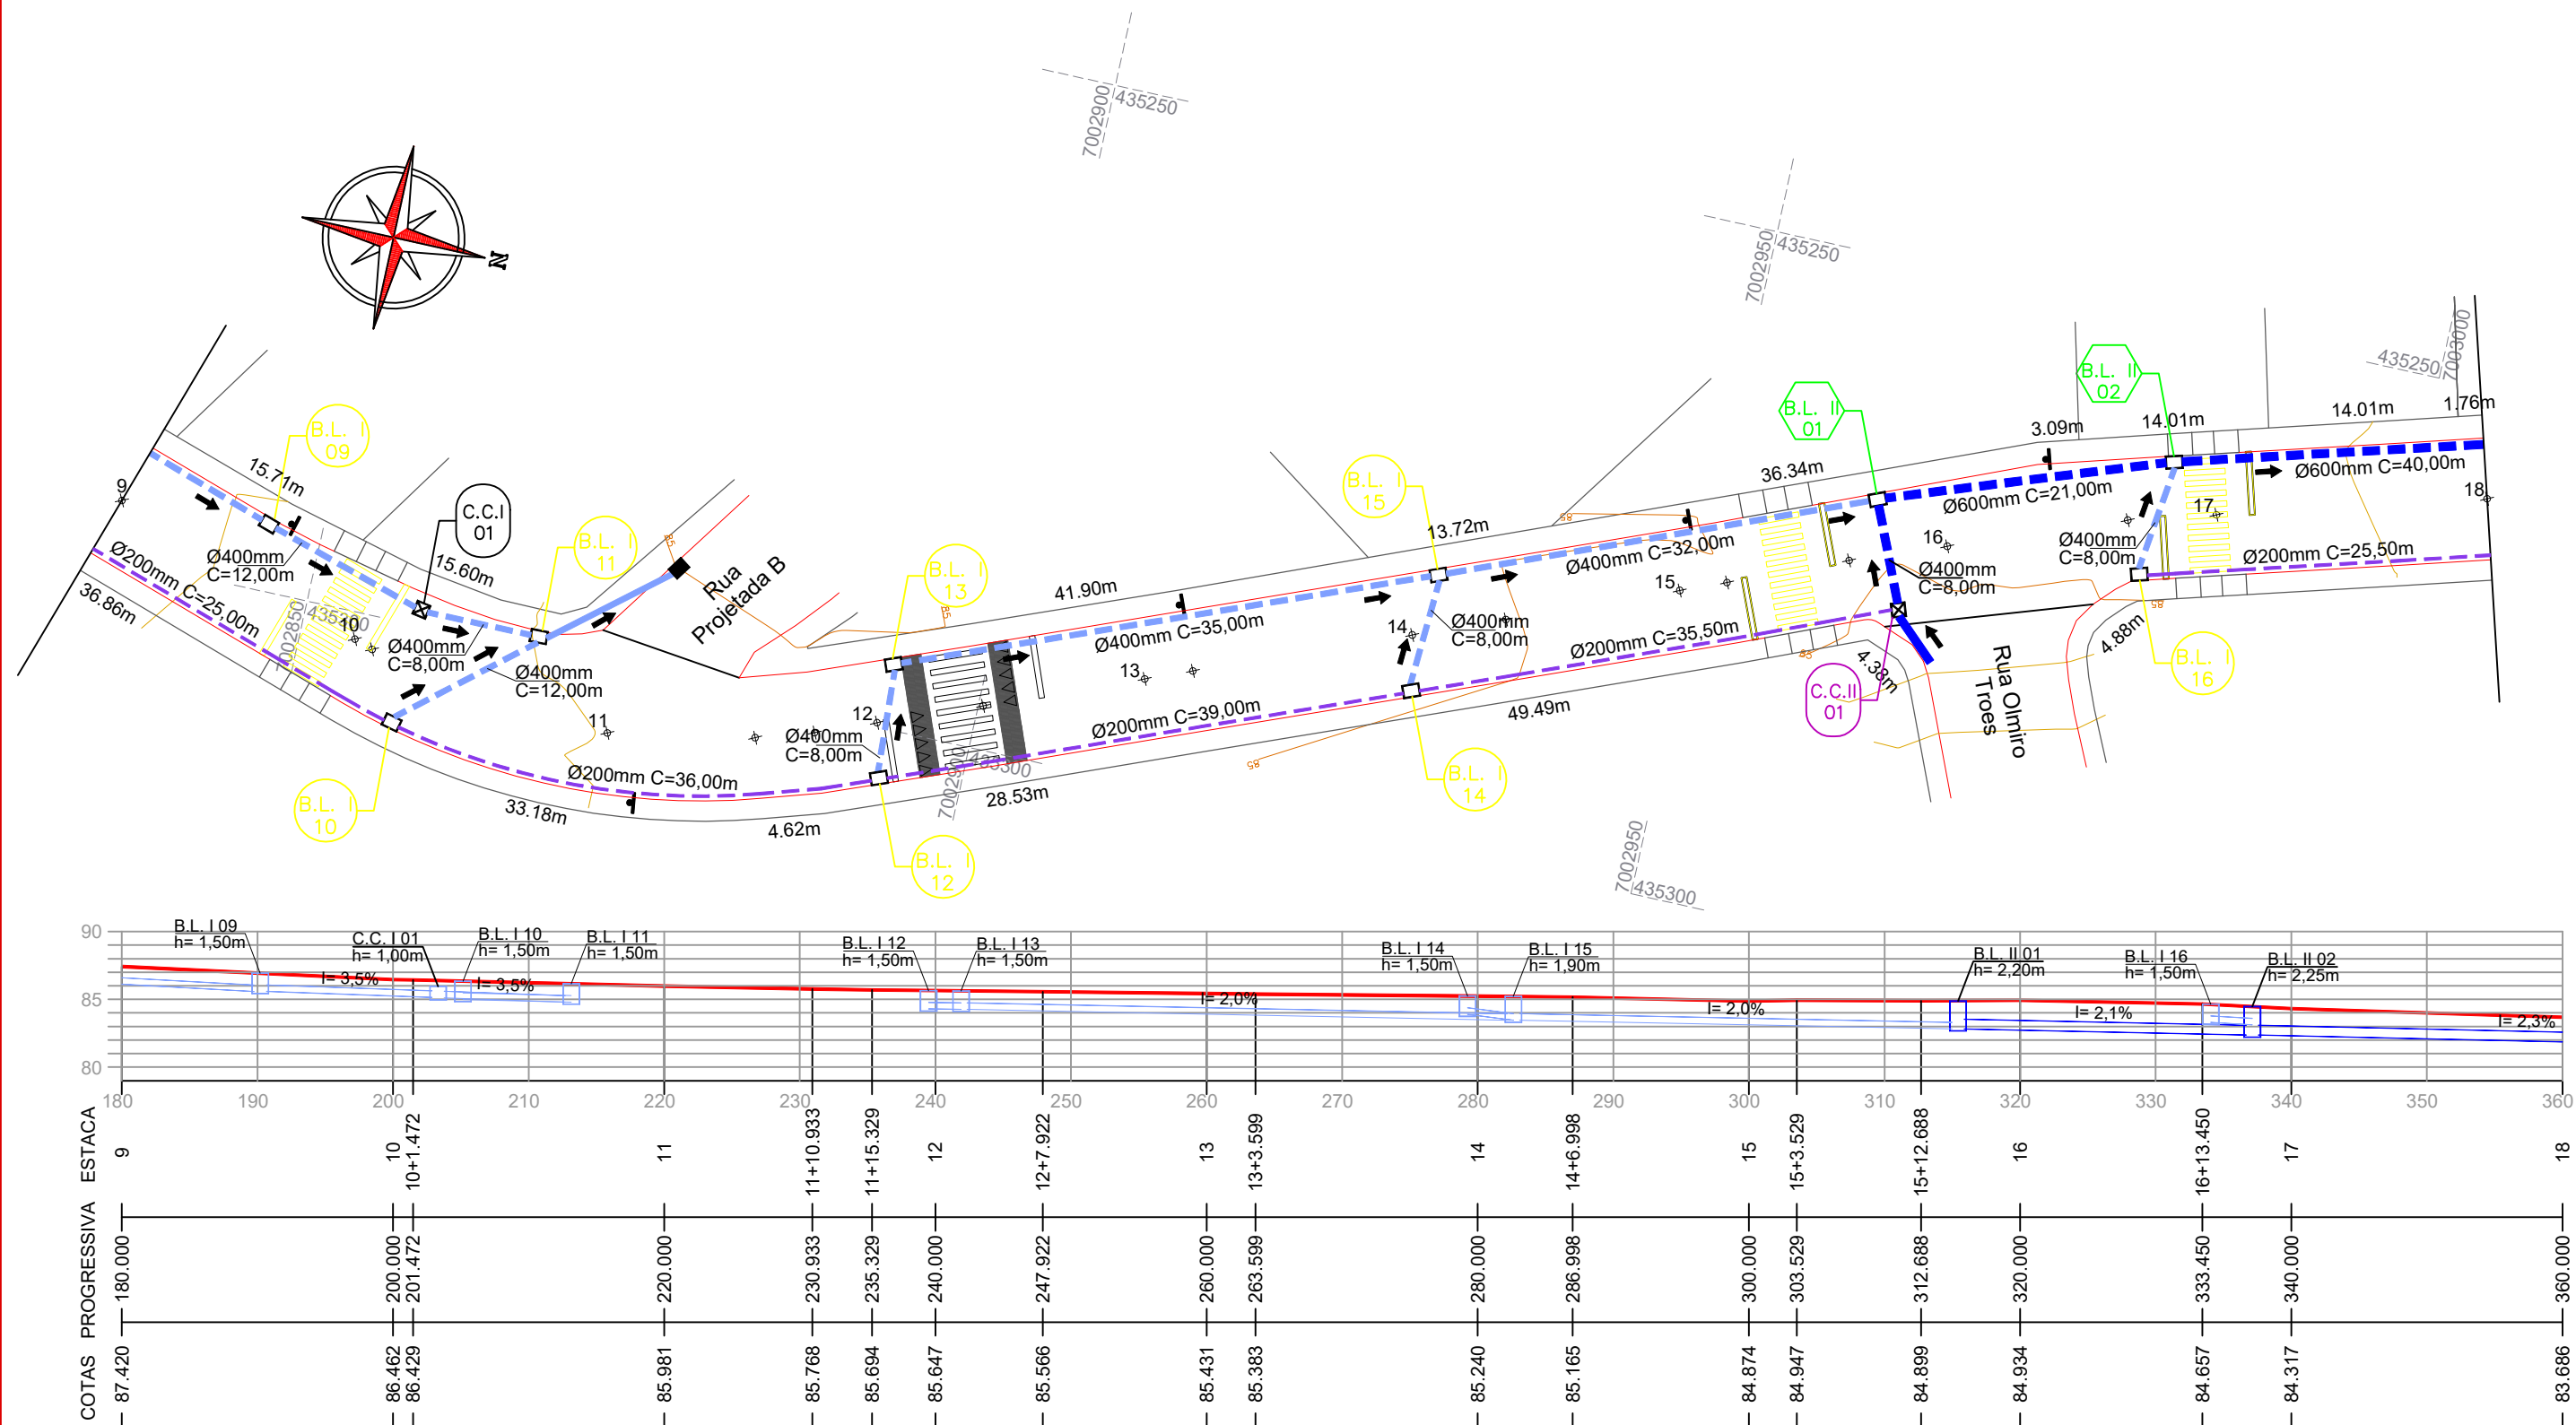 7002900
435250
7002950
435250
N
7003000
435250
B.L. II
02
B.L. II
01
1.76m
14.01m
14.01m
3.09m
36.34m
13.72m
41.90m
B.L. I
09
15.71m
C.C.I
01
15.60m
B.L. I
11
B.L. I
13
B.L. I
15
9
10
11
12
13
14
15
16
17
18
Ø400mm
C=12,00m
Ø200mm C=25,00m
36.86m
7002850
435200
Ø400mm
C=8,00m
Ø400mm
C=12,00m
85
Rua
Projetada B
85
Ø400mm C=35,00m
Ø400mm
C=8,00m
Ø400mm C=32,00m
85
Ø600mm C=21,00m
Ø600mm C=40,00m
Ø400mm
C=8,00m
Ø400mm
C=8,00m
Ø200mm C=25,50m
Ø200mm C=35,50m
Ø200mm C=39,00m
Ø400mm
C=8,00m
Ø200mm C=36,00m
33.18m
4.62m
28.53m
49.49m
7002900
435300
85
85
85
4.38m
4.88m
C.C.II
01
Rua Olmiro
Troes
B.L. I
16
B.L. I
14
B.L. I
10
B.L. I
12
7002950
435300
90
85
80
B.L. I 09
h= 1,50m
C.C. I 01
h= 1,00m
B.L. I 10
h= 1,50m
B.L. I 11
h= 1,50m
B.L. I 12
h= 1,50m
B.L. I 13
h= 1,50m
B.L. I 14
h= 1,50m
B.L. I 15
h= 1,90m
B.L. II 01
h= 2,20m
B.L. I 16
h= 1,50m
B.L. II 02
h= 2,25m
I= 3,5%
I= 3,5%
I= 2,0%
I= 2,0%
I= 2,1%
I= 2,3%
180 190 200 210 220 230 240 250 260 270 280 290 300 310 320 330 340 350 360
ESTACA 9 10 10+1.472 11 11+10.933 11+15.329 12 12+7.922 13 13+3.599 14 14+6.998 15 15+3.529 15+12.688 16 16+13.450 17 18
PROGRESSIVA 180.000 200.000 201.472 220.000 230.933 235.329 240.000 247.922 260.000 263.599 280.000 286.998 300.000 303.529 312.688 320.000 333.450 340.000 360.000
COTAS 87.420 86.462 86.429 85.981 85.768 85.694 85.647 85.566 85.431 85.383 85.240 85.165 84.874 84.947 84.899 84.934 84.657 84.317 83.686